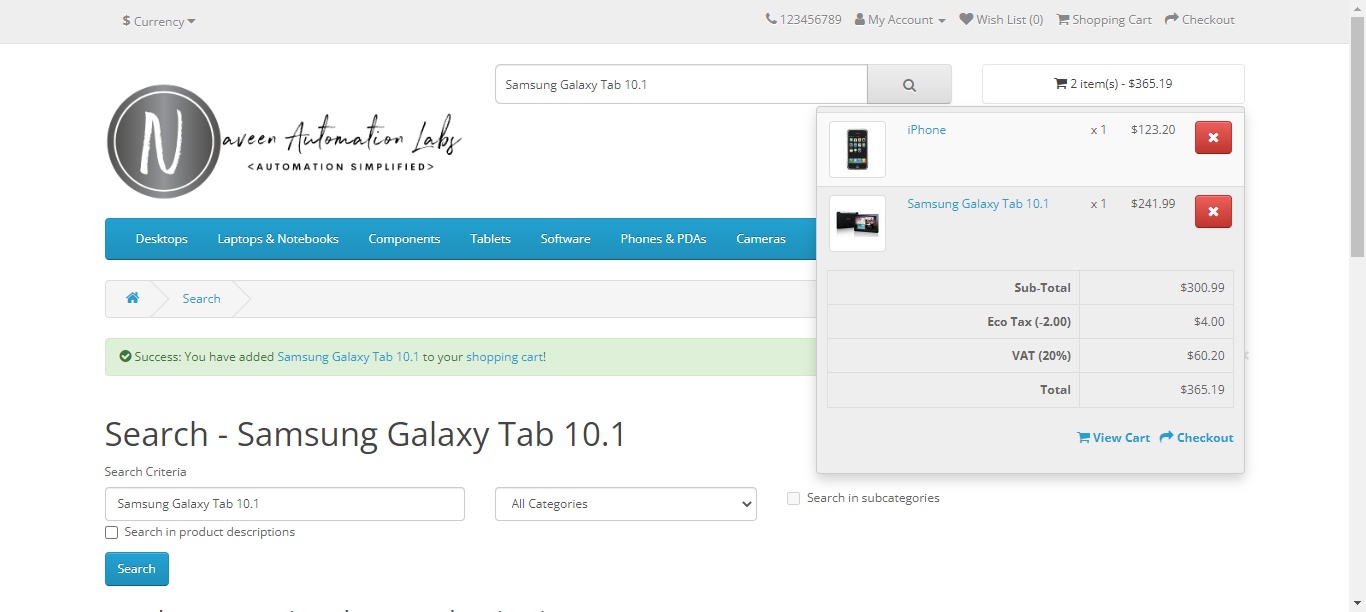 $ Currency
123456789 My Account Wish List (0) Shopping Cart Checkout
Samsung Galaxy Tab 10.1
2 item(s) - $365.19
N aveen Automation Labs
<AUTOMATION SIMPLIFIED>
iPhone x 1 $123.20
Samsung Galaxy Tab 10.1 x 1 $241.99
Sub-Total $300.99
Eco Tax (-2.00) $4.00
VAT (20%) $60.20
Total $365.19
View Cart Checkout
Desktops Laptops & Notebooks Components Tablets Software Phones & PDAs Cameras
Search
Success: You have added Samsung Galaxy Tab 10.1 to your shopping cart!
Search - Samsung Galaxy Tab 10.1
Search Criteria
Samsung Galaxy Tab 10.1 All Categories Search in subcategories
Search in product descriptions
Search